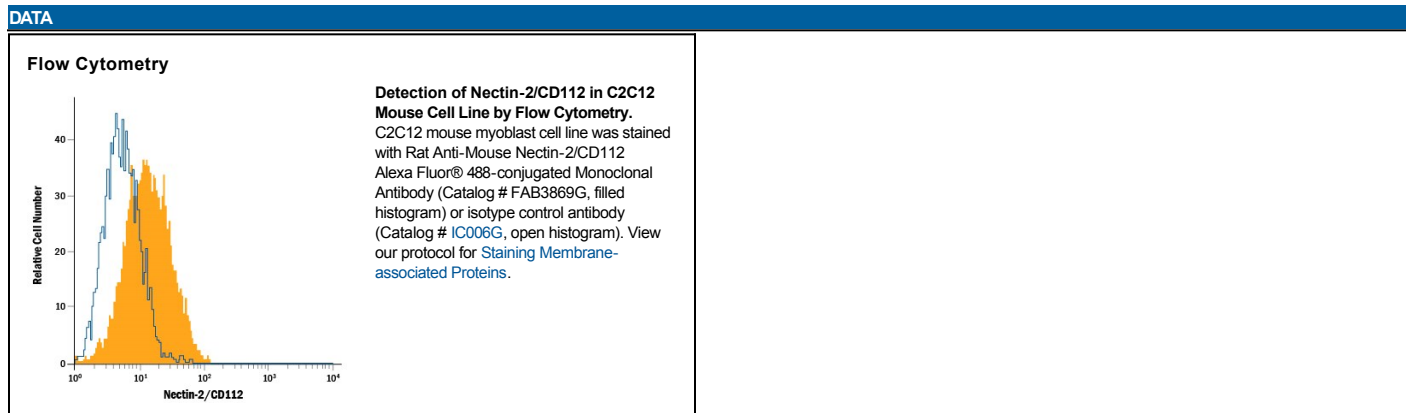 DATA
Flow Cytometry
Detection of Nectin-2/CD112 in C2C12
Mouse Cell Line by Flow Cytometry.
C2C12 mouse myoblast cell line was stained
with Rat Anti-Mouse Nectin-2/CD112
Alexa Fluor® 488-conjugated Monoclonal
Antibody (Catalog # FAB3869G, filled
histogram) or isotype control antibody
(Catalog # IC006G, open histogram). View
our protocol for Staining Membrane-
associated Proteins.
Relative Cell Number
40
30
20
10
0
10⁰ 10¹ 10² 10³ 10⁴
Nectin-2/CD112